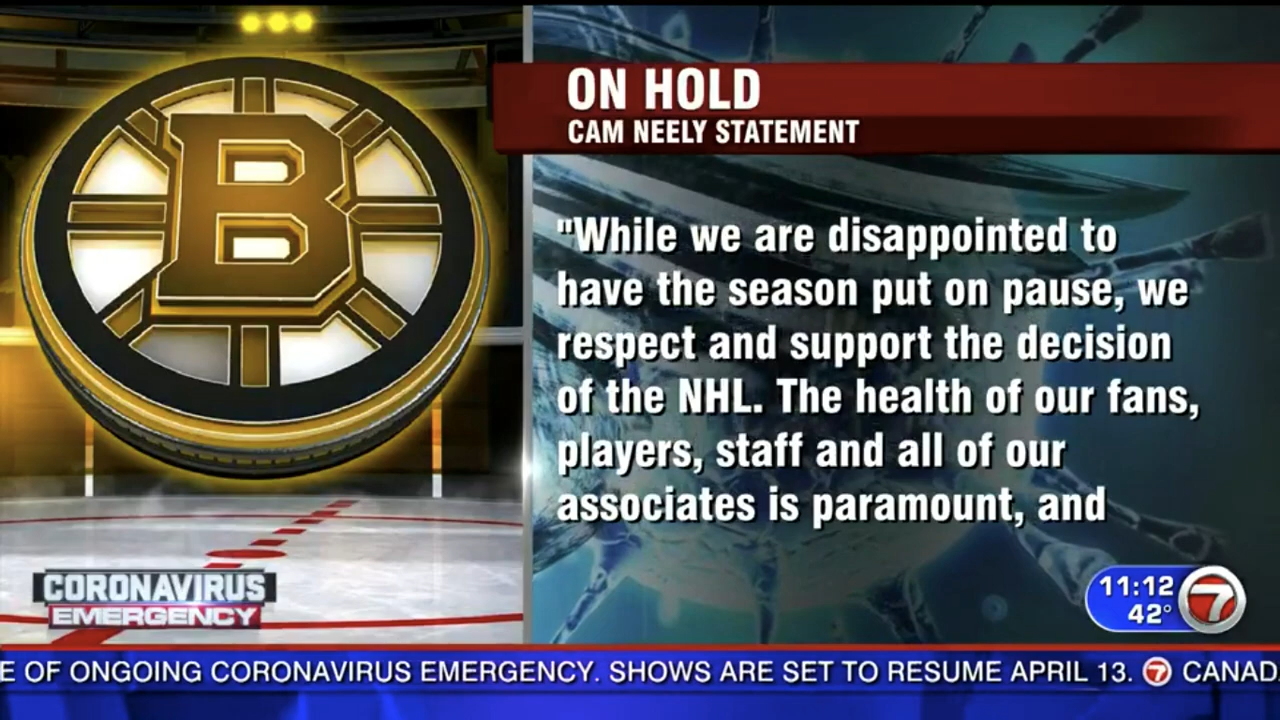 B
ON HOLD
CAM NEELY STATEMENT
"While we are disappointed to
have the season put on pause, we
respect and support the decision
of the NHL. The health of our fans,
players, staff and all of our
associates is paramount, and
CORONAVIRUS
EMERGENCY
11:12
42°
7
E OF ONGOING CORONAVIRUS EMERGENCY. SHOWS ARE SET TO RESUME APRIL 13. 7 CANAD